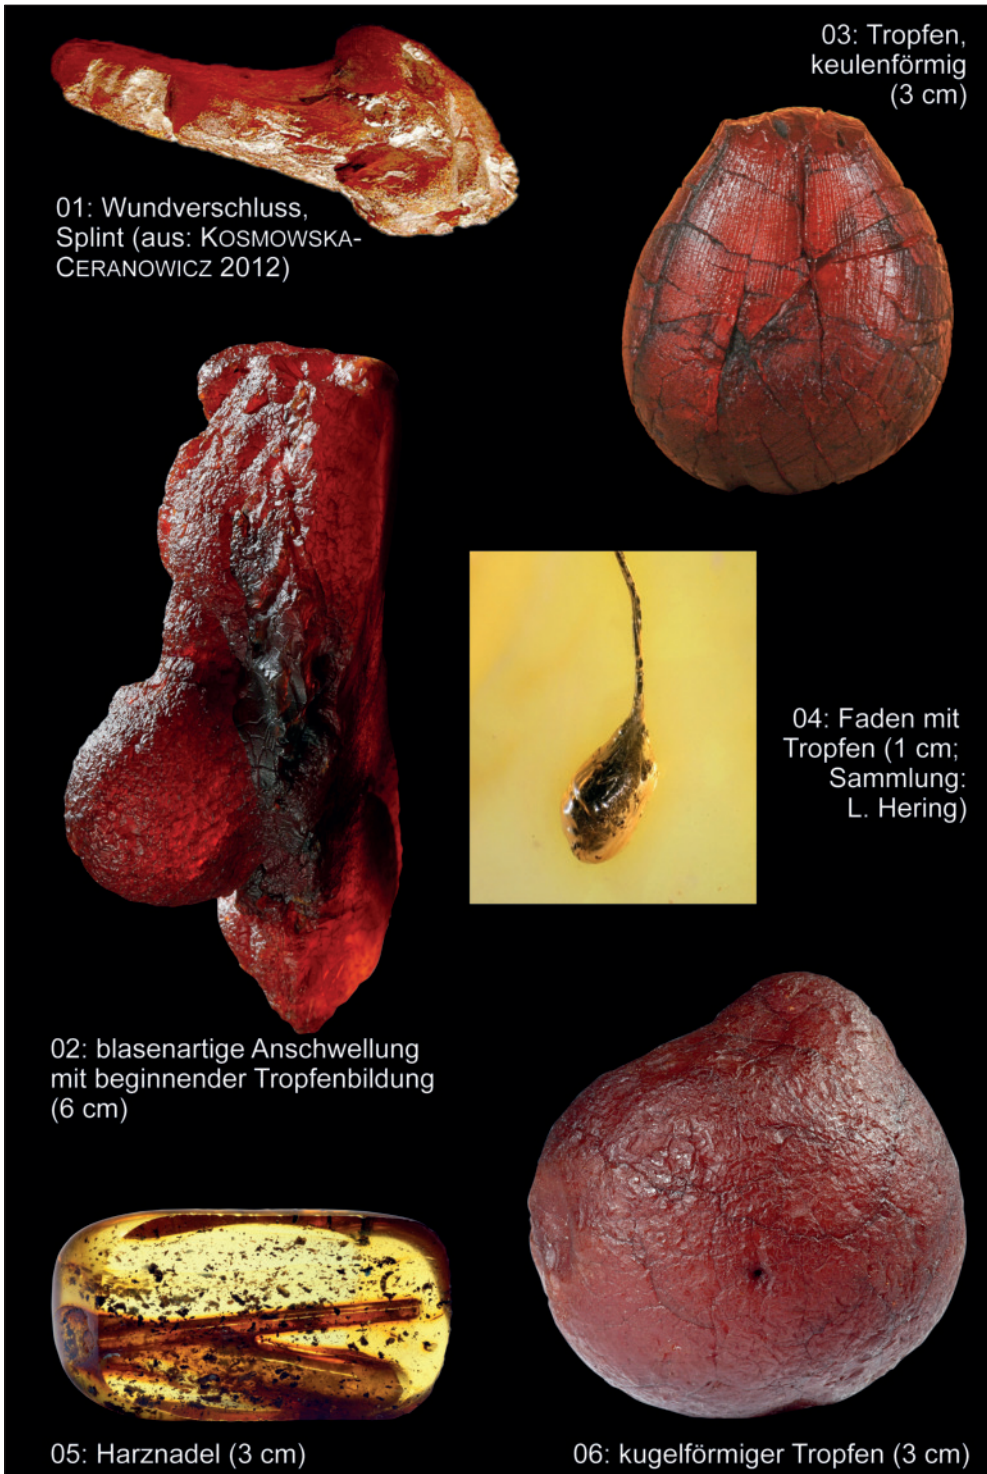 03: Tropfen,
keulenförmig
(3 cm)
01: Wundverschluss,
Splint (aus: KOSMOWSKA-
CERANOWICZ 2012)
04: Faden mit
Tropfen (1 cm;
Sammlung:
L. Hering)
02: blasenartige Anschwellung
mit beginnender Tropfenbildung
(6 cm)
05: Harznadel (3 cm)
06: kugelförmiger Tropfen (3 cm)